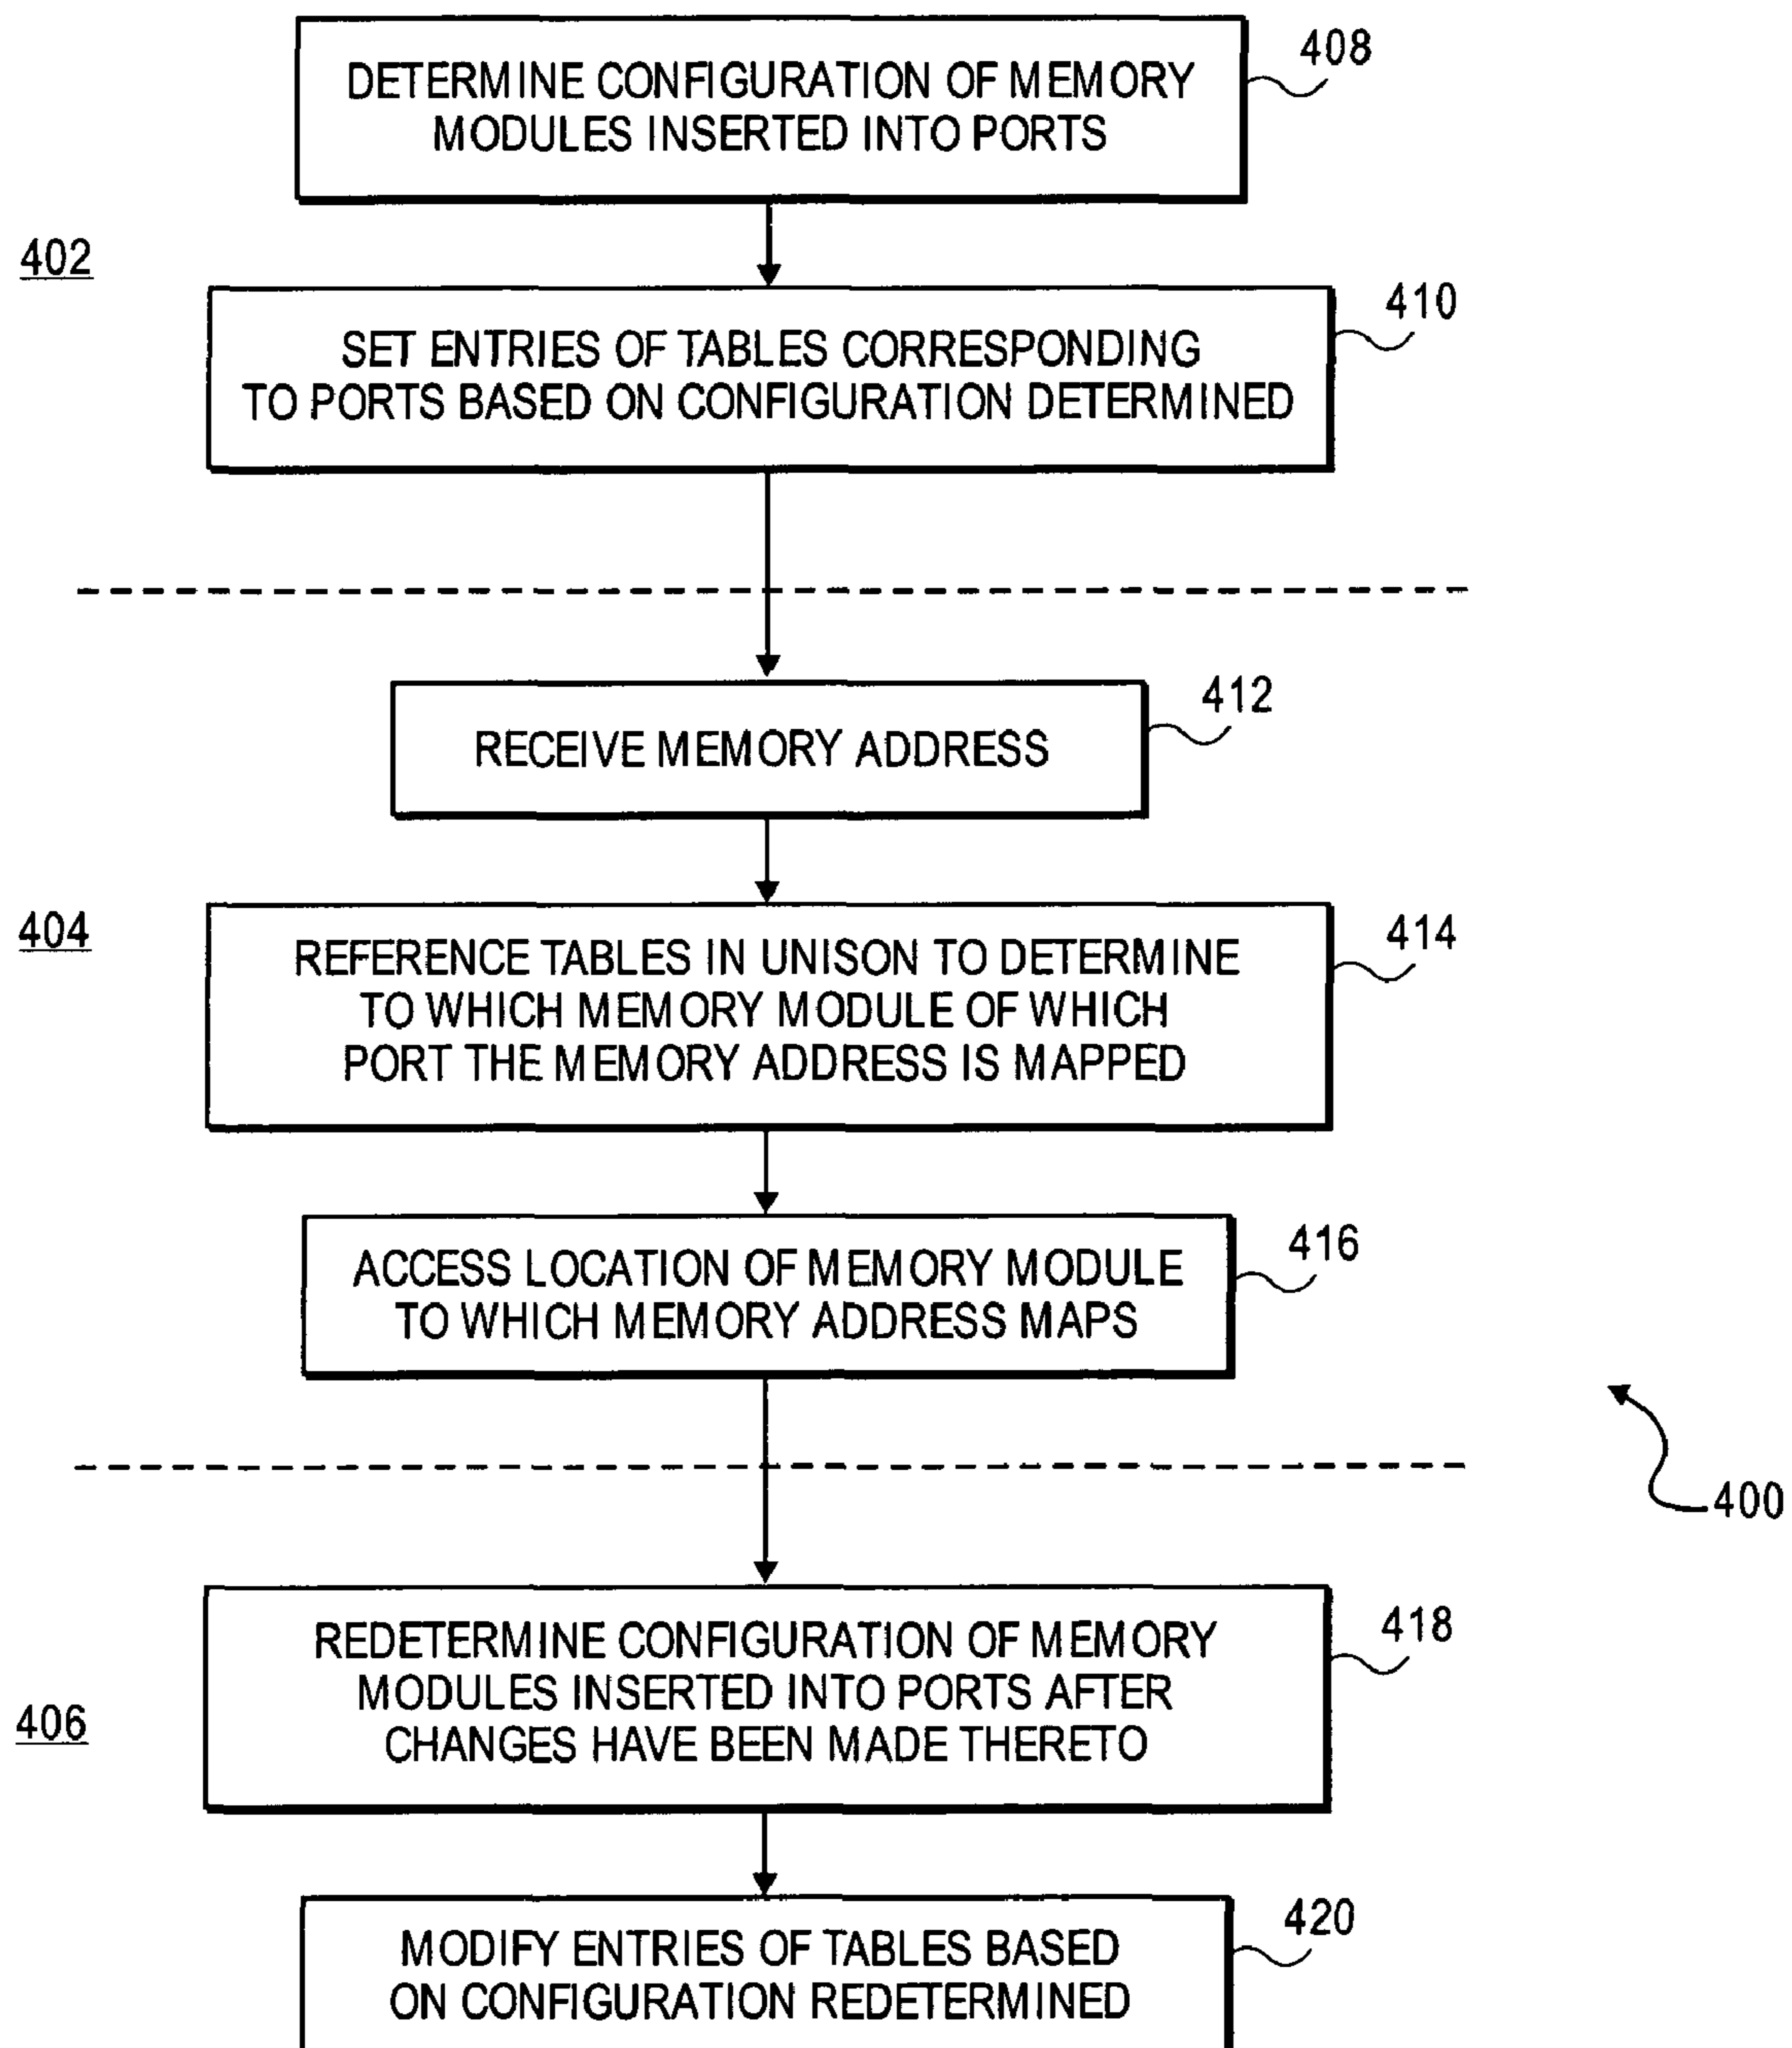 DETERMINE CONFIGURATION OF MEMORY
MODULES INSERTED INTO PORTS
408
402
SET ENTRIES OF TABLES CORRESPONDING
TO PORTS BASED ON CONFIGURATION DETERMINED
410
RECEIVE MEMORY ADDRESS
412
404
REFERENCE TABLES IN UNISON TO DETERMINE
TO WHICH MEMORY MODULE OF WHICH
PORT THE MEMORY ADDRESS IS MAPPED
414
ACCESS LOCATION OF MEMORY MODULE
TO WHICH MEMORY ADDRESS MAPS
416
400
REDETERMINE CONFIGURATION OF MEMORY
MODULES INSERTED INTO PORTS AFTER
CHANGES HAVE BEEN MADE THERETO
418
406
MODIFY ENTRIES OF TABLES BASED
ON CONFIGURATION REDETERMINED
420